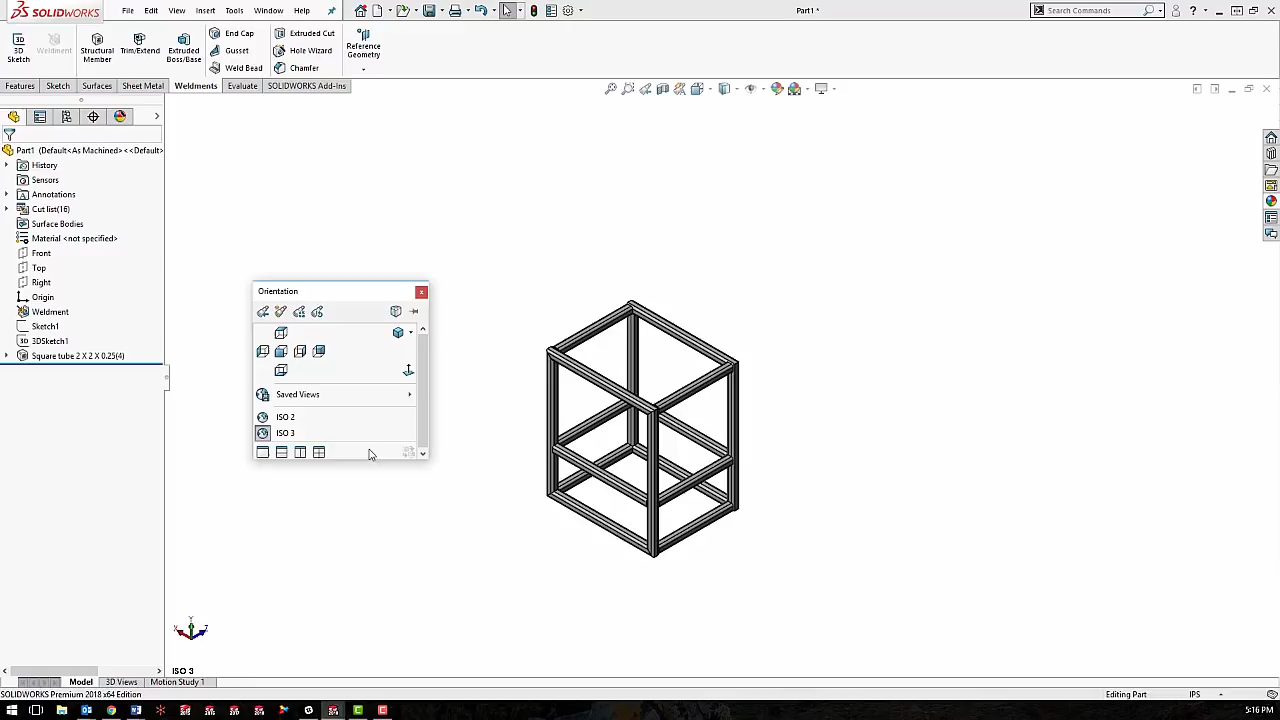 SOLIDWORKS
File Edit View Insert Tools Window Help
Part1 *
Search Commands
3D Sketch
Weldment
Structural Member
Trim/Extend
Extruded Boss/Base
End Cap
Gusset
Weld Bead
Extruded Cut
Hole Wizard
Chamfer
Reference Geometry
Features Sketch Surfaces Sheet Metal Weldments Evaluate SOLIDWORKS Add-Ins
Part1 (Default<As Machined><<Default>
History
Sensors
Annotations
Cut list(16)
Surface Bodies
Material <not specified>
Front
Top
Right
Origin
Weldment
Sketch1
3DSketch1
Square tube 2 X 2 X 0.25(4)
Orientation
Saved Views
ISO 2
ISO 3
Y
X Z
ISO 3
Model 3D Views Motion Study 1
SOLIDWORKS Premium 2018 x64 Edition
Editing Part
IPS
5:16 PM